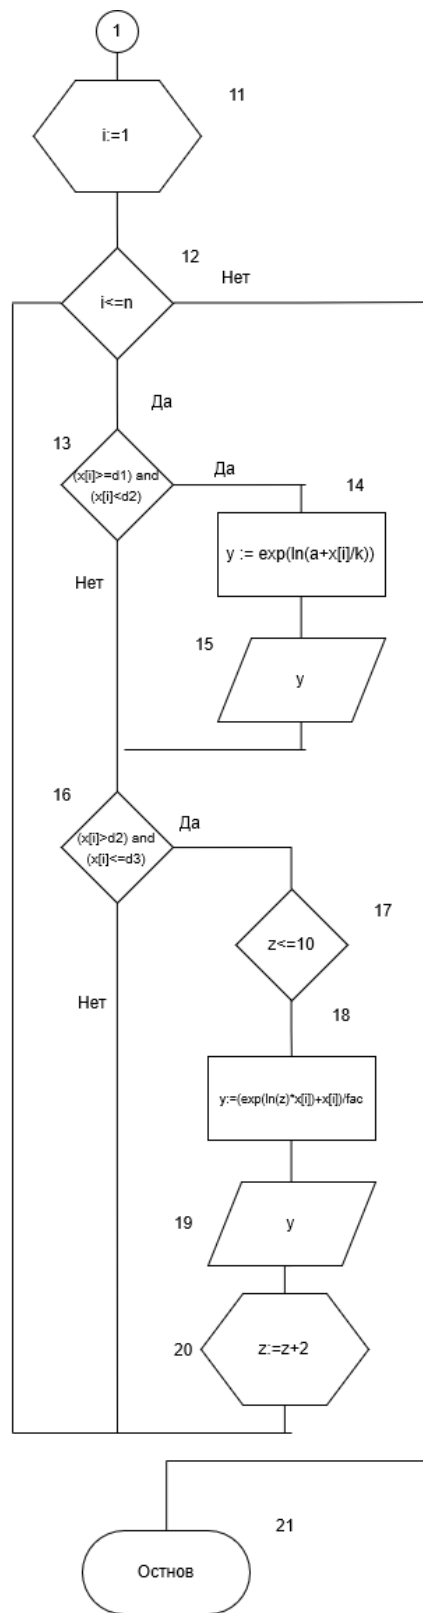 1
11
i:=1
12
Нет
i<=n
Да
13
(x[i]>=d1) and
(x[i]<d2)
Да
14
y := exp(ln(a+x[i]/k))
Нет
15
y
16
Да
(x[i]>d2) and
(x[i]<=d3)
17
z<=10
Нет
18
y:=(exp(ln(z)*x[i])+x[i])/fac
19
y
20
z:=z+2
21
Остнов